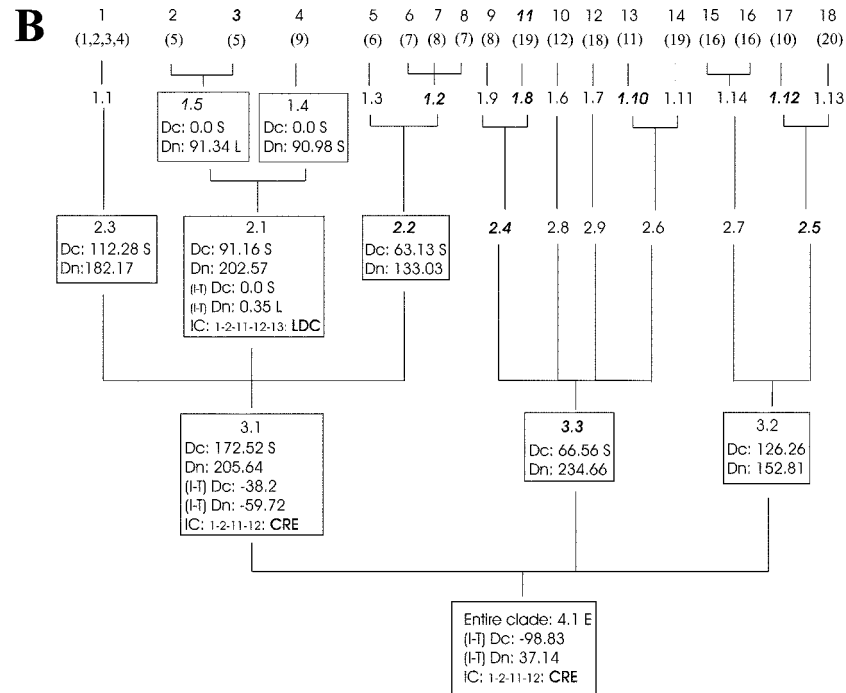 B
1 2 3 4 5 6 7 8 9 11 10 12 13 14 15 16 17 18
(1,2,3,4) (5) (5) (9) (6) (7) (8) (7) (8) (19) (12) (18) (11) (19) (16) (16) (10) (20)
1.1
1.5
Dc: 0.0 S
Dn: 91.34 L
1.4
Dc: 0.0 S
Dn: 90.98 S
1.3 1.2 1.9 1.8 1.6 1.7 1.10 1.11 1.14 1.12 1.13
2.3
Dc: 112.28 S
Dn:182.17
2.1
Dc: 91.16 S
Dn: 202.57
(I-T) Dc: 0.0 S
(I-T) Dn: 0.35 L
IC: 1-2-11-12-13: LDC
2.2
Dc: 63.13 S
Dn: 133.03
2.4 2.8 2.9 2.6 2.7 2.5
3.1
Dc: 172.52 S
Dn: 205.64
(I-T) Dc: -38.2
(I-T) Dn: -59.72
IC: 1-2-11-12: CRE
3.3
Dc: 66.56 S
Dn: 234.66
3.2
Dc: 126.26
Dn: 152.81
Entire clade: 4.1 E
(I-T) Dc: -98.83
(I-T) Dn: 37.14
IC: 1-2-11-12: CRE